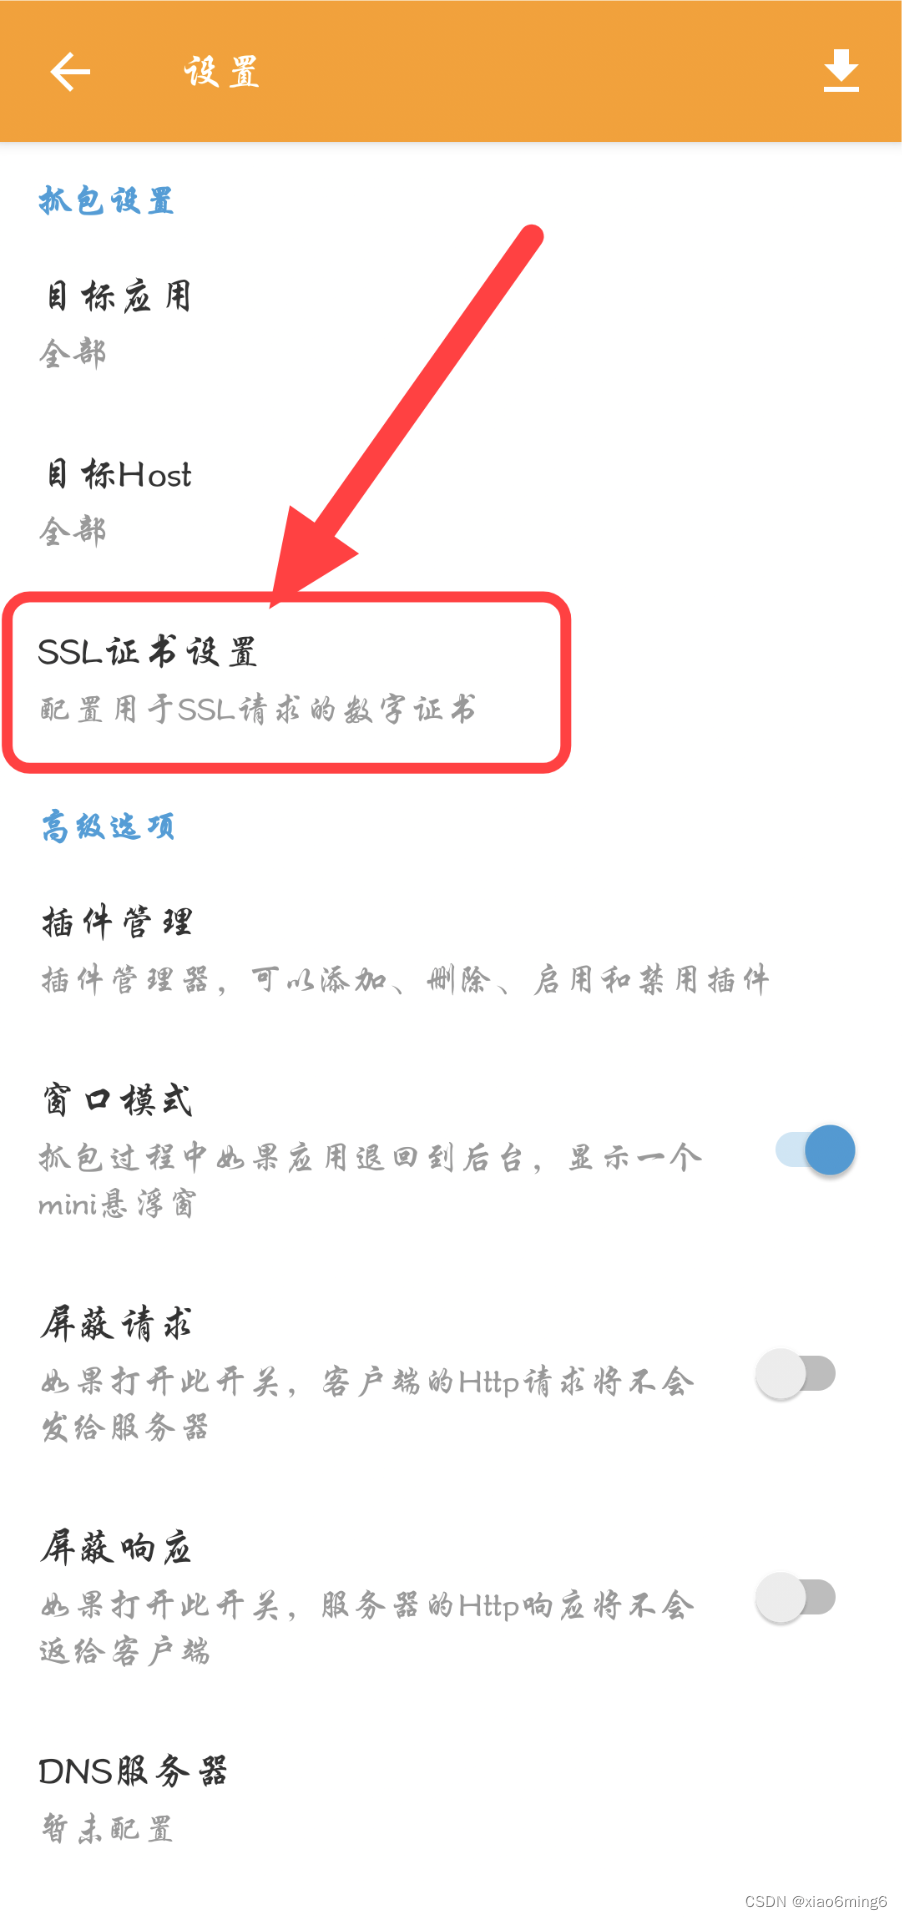 设置
抓包设置
目标应用
全部
目标Host
全部
SSL证书设置
配置用于SSL请求的数字证书
高级选项
插件管理
插件管理器，可以添加、删除、启用和禁用插件
窗口模式
抓包过程中如果应用退回到后台，显示一个
mini悬浮窗
屏蔽请求
如果打开此开关，客户端的Http请求将不会
发给服务器
屏蔽响应
如果打开此开关，服务器的Http响应将不会
返给客户端
DNS服务器
暂未配置
CSDN @xiao6ming6